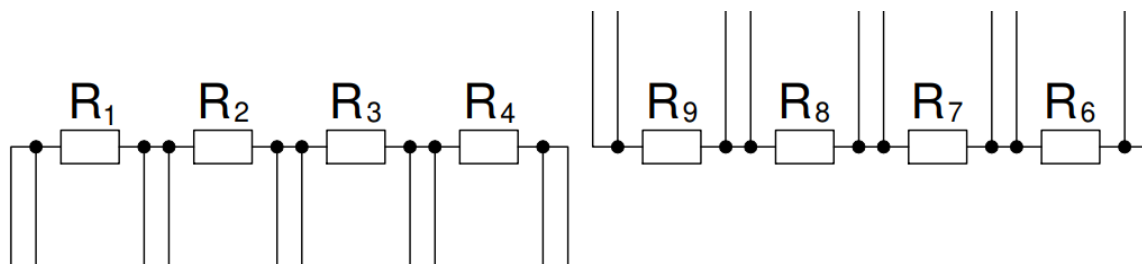 R₁ R₂ R₃ R₄ R₉ R₈ R₇ R₆